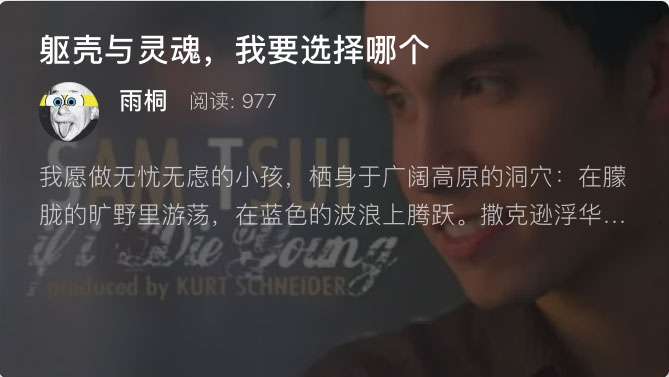 躯壳与灵魂，我要选择哪个
雨桐 阅读: 977
我愿做无忧无虑的小孩，栖身于广阔高原的洞穴：在朦
胧的旷野里游荡，在蓝色的波浪上腾跃。撒克逊浮华...
SAM TSUI
if i Die Young
produced by KURT SCHNEIDER